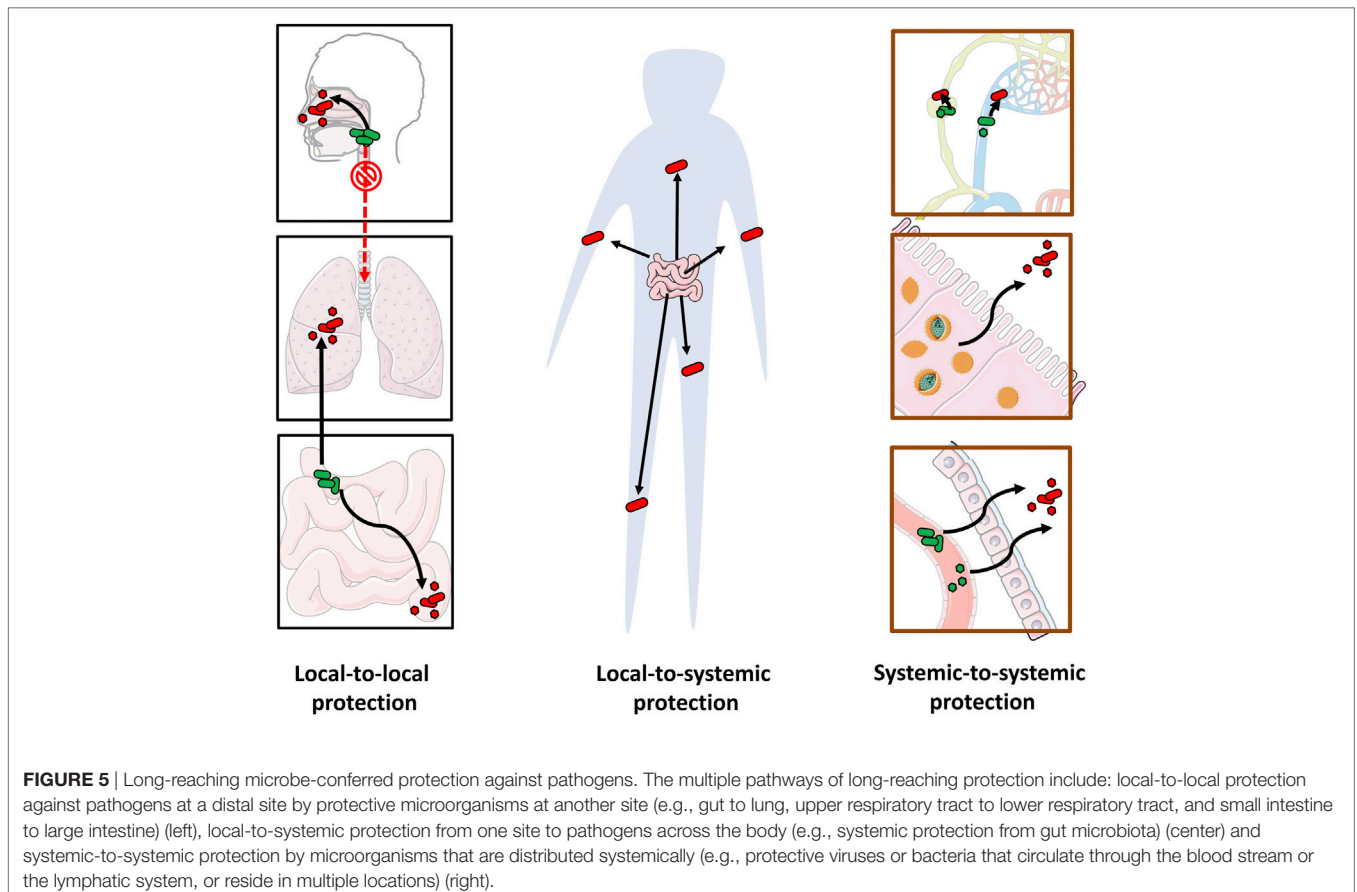 Local-to-local
protection
Local-to-systemic
protection
Systemic-to-systemic
protection
FIGURE 5 | Long-reaching microbe-conferred protection against pathogens. The multiple pathways of long-reaching protection include: local-to-local protection
against pathogens at a distal site by protective microorganisms at another site (e.g., gut to lung, upper respiratory tract to lower respiratory tract, and small intestine
to large intestine) (left), local-to-systemic protection from one site to pathogens across the body (e.g., systemic protection from gut microbiota) (center) and
systemic-to-systemic protection by microorganisms that are distributed systemically (e.g., protective viruses or bacteria that circulate through the blood stream or
the lymphatic system, or reside in multiple locations) (right).